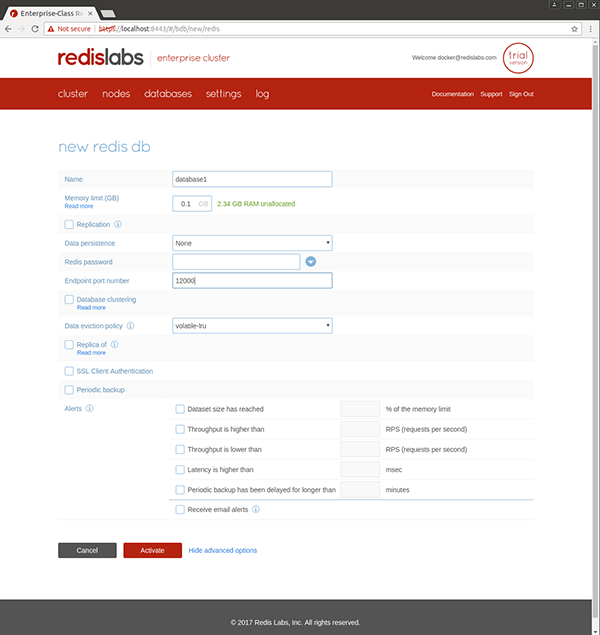 Enterprise-Class Re
Not secure https://localhost:8443/#/bdb/new/redis
redislabs enterprise cluster
Welcome docker@redislabs.com
trial
version
cluster nodes databases settings log
Documentation Support Sign Out
new redis db
Name database1
Memory limit (GB) 0.1 GB 2.34 GB RAM unallocated
Read more
Replication
Data persistence None
Redis password
Endpoint port number 12000
Database clustering
Read more
Data eviction policy volatile-lru
Replica of
Read more
SSL Client Authentication
Periodic backup
Alerts Dataset size has reached % of the memory limit
Throughput is higher than RPS (requests per second)
Throughput is lower than RPS (requests per second)
Latency is higher than msec
Periodic backup has been delayed for longer than minutes
Receive email alerts
Cancel Activate Hide advanced options
© 2017 Redis Labs, Inc. All rights reserved.